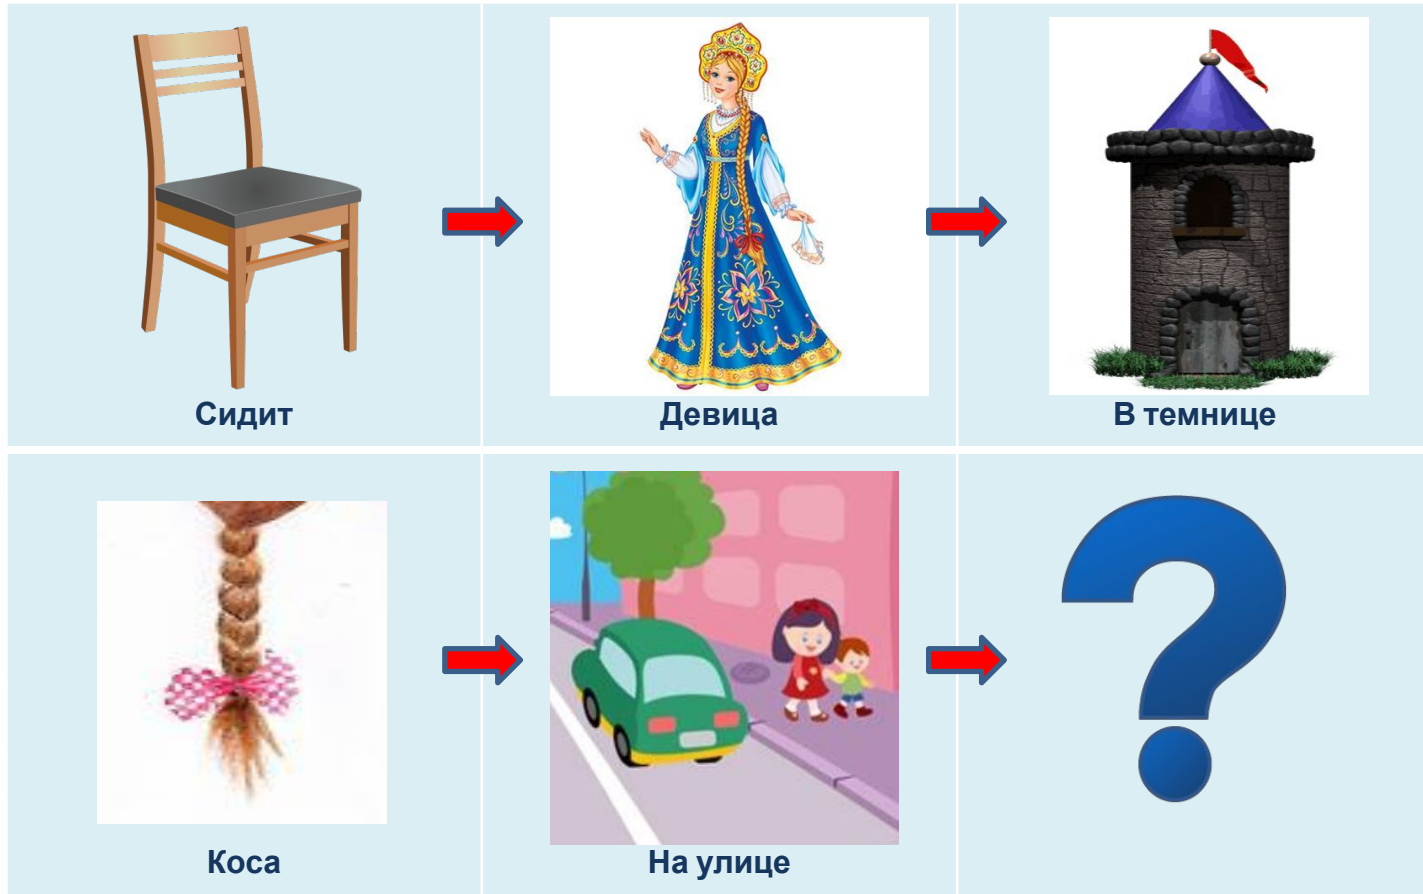 Сидит
Девица
В темнице
Коса
На улице
?